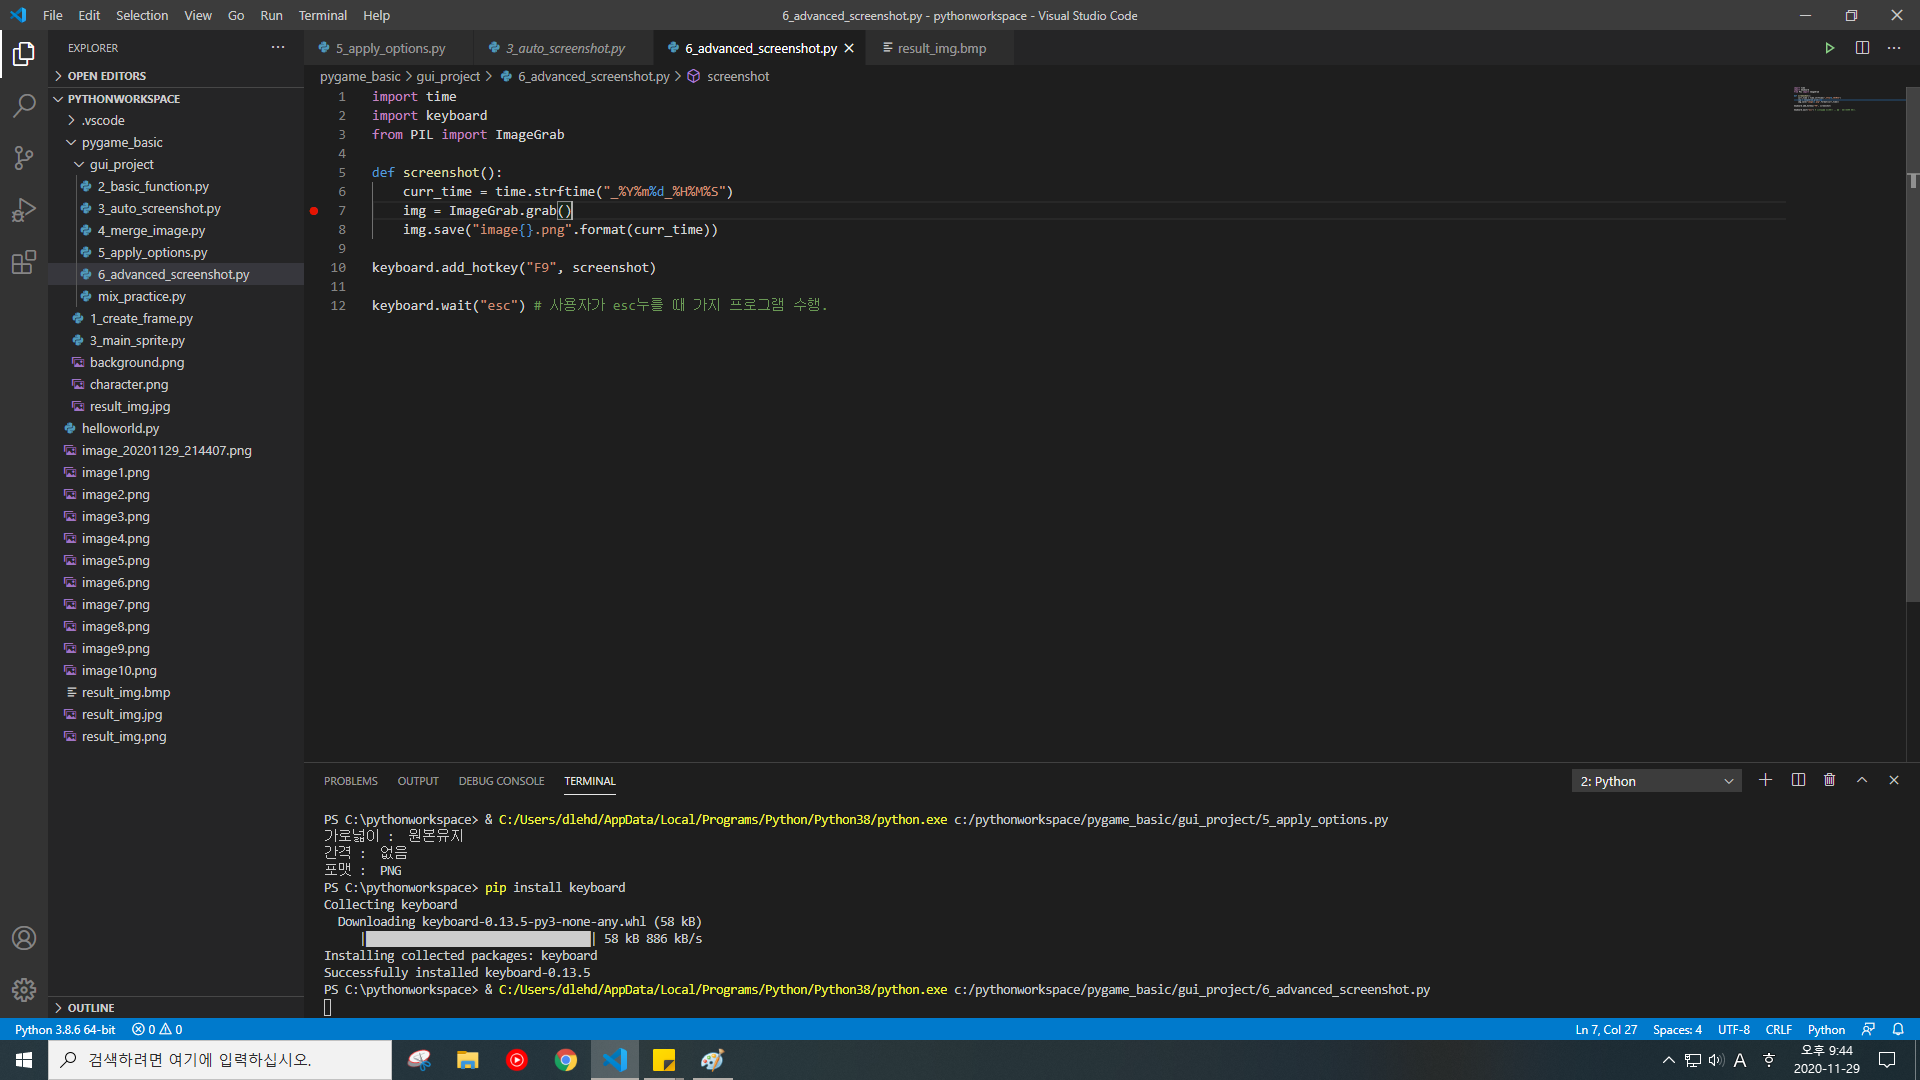 File Edit Selection View Go Run Terminal Help
6_advanced_screenshot.py - pythonworkspace - Visual Studio Code
EXPLORER
OPEN EDITORS
PYTHONWORKSPACE
.vscode
pygame_basic
gui_project
2_basic_function.py
3_auto_screenshot.py
4_merge_image.py
5_apply_options.py
6_advanced_screenshot.py
mix_practice.py
1_create_frame.py
3_main_sprite.py
background.png
character.png
result_img.jpg
helloworld.py
image_20201129_214407.png
image1.png
image2.png
image3.png
image4.png
image5.png
image6.png
image7.png
image8.png
image9.png
image10.png
result_img.bmp
result_img.jpg
result_img.png
OUTLINE
5_apply_options.py 3_auto_screenshot.py 6_advanced_screenshot.py result_img.bmp
pygame_basic > gui_project > 6_advanced_screenshot.py > screenshot
1 import time
2 import keyboard
3 from PIL import ImageGrab
4
5 def screenshot():
6 curr_time = time.strftime("_%Y%m%d_%H%M%S")
7 img = ImageGrab.grab()
8 img.save("image{}.png".format(curr_time))
9
10 keyboard.add_hotkey("F9", screenshot)
11
12 keyboard.wait("esc") # 사용자가 esc누를 때 가지 프로그램 수행.
PROBLEMS OUTPUT DEBUG CONSOLE TERMINAL
2: Python
PS C:\pythonworkspace> & C:/Users/dlehd/AppData/Local/Programs/Python/Python38/python.exe c:/pythonworkspace/pygame_basic/gui_project/5_apply_options.py
가로넓이 : 원본유지
간격 : 없음
포맷 : PNG
PS C:\pythonworkspace> pip install keyboard
Collecting keyboard
Downloading keyboard-0.13.5-py3-none-any.whl (58 kB)
58 kB 886 kB/s
Installing collected packages: keyboard
Successfully installed keyboard-0.13.5
PS C:\pythonworkspace> & C:/Users/dlehd/AppData/Local/Programs/Python/Python38/python.exe c:/pythonworkspace/pygame_basic/gui_project/6_advanced_screenshot.py
Python 3.8.6 64-bit 0 0 Ln 7, Col 27 Spaces: 4 UTF-8 CRLF Python
검색하려면 여기에 입력하십시오.
A 수
오후 9:44
2020-11-29